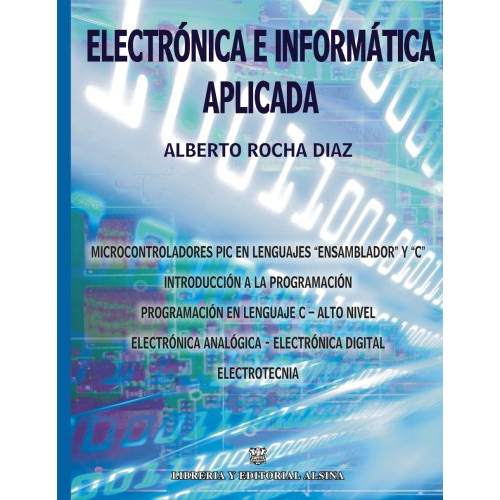 ELECTRÓNICA E INFORMÁTICA
APLICADA
ALBERTO ROCHA DIAZ
MICROCONTROLADORES PIC EN LENGUAJES “ENSAMBLADOR” Y “C”
INTRODUCCIÓN A LA PROGRAMACIÓN
PROGRAMACIÓN EN LENGUAJE C – ALTO NIVEL
ELECTRÓNICA ANALÓGICA - ELECTRÓNICA DIGITAL
ELECTROTECNIA
LIBRERIA Y EDITORIAL ALSINA